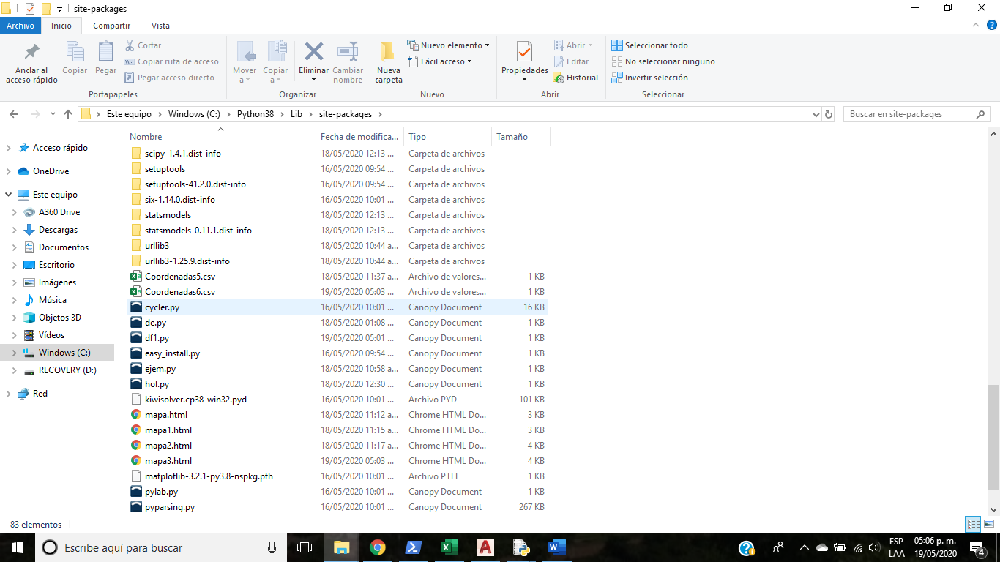 site-packages
Archivo Inicio Compartir Vista
Anclar al acceso rápido
Copiar
Pegar
Cortar
Copiar ruta de acceso
Pegar acceso directo
Portapapeles
Mover a
Copiar a
Eliminar
Cambiar nombre
Organizar
Nueva carpeta
Nuevo elemento
Fácil acceso
Nuevo
Propiedades
Abrir
Editar
Historial
Abrir
Seleccionar todo
No seleccionar ninguno
Invertir selección
Seleccionar
Este equipo > Windows (C:) > Python38 > Lib > site-packages >
Buscar en site-packages
Acceso rápido
OneDrive
Este equipo
A360 Drive
Descargas
Documentos
Escritorio
Imágenes
Música
Objetos 3D
Vídeos
Windows (C:)
RECOVERY (D:)
Red
Nombre Fecha de modifica... Tipo Tamaño
scipy-1.4.1.dist-info 18/05/2020 12:13 ... Carpeta de archivos
setuptools 16/05/2020 09:54 ... Carpeta de archivos
setuptools-41.2.0.dist-info 16/05/2020 09:54 ... Carpeta de archivos
six-1.14.0.dist-info 16/05/2020 10:01 ... Carpeta de archivos
statsmodels 18/05/2020 12:13 ... Carpeta de archivos
statsmodels-0.11.1.dist-info 18/05/2020 12:13 ... Carpeta de archivos
urllib3 18/05/2020 10:44 a... Carpeta de archivos
urllib3-1.25.9.dist-info 18/05/2020 10:44 a... Carpeta de archivos
Coordenadas5.csv 18/05/2020 11:37 a... Archivo de valores... 1 KB
Coordenadas6.csv 19/05/2020 05:03 ... Archivo de valores... 1 KB
cycler.py 16/05/2020 10:01 ... Canopy Document 16 KB
de.py 18/05/2020 01:08 ... Canopy Document 1 KB
df1.py 19/05/2020 05:01 ... Canopy Document 1 KB
easy_install.py 16/05/2020 09:54 ... Canopy Document 1 KB
ejem.py 18/05/2020 10:58 a... Canopy Document 1 KB
hol.py 18/05/2020 12:30 ... Canopy Document 1 KB
kiwisolver.cp38-win32.pyd 16/05/2020 10:01 ... Archivo PYD 101 KB
mapa.html 18/05/2020 11:12 a... Chrome HTML Do... 3 KB
mapa1.html 18/05/2020 11:15 a... Chrome HTML Do... 3 KB
mapa2.html 18/05/2020 11:17 a... Chrome HTML Do... 4 KB
mapa3.html 19/05/2020 05:03 ... Chrome HTML Do... 4 KB
matplotlib-3.2.1-py3.8-nspkg.pth 16/05/2020 10:01 ... Archivo PTH 1 KB
pylab.py 16/05/2020 10:01 ... Canopy Document 1 KB
pyparsing.py 16/05/2020 10:01 ... Canopy Document 267 KB
83 elementos
Escribe aquí para buscar
ESP
LAA
05:06 p. m.
19/05/2020
4